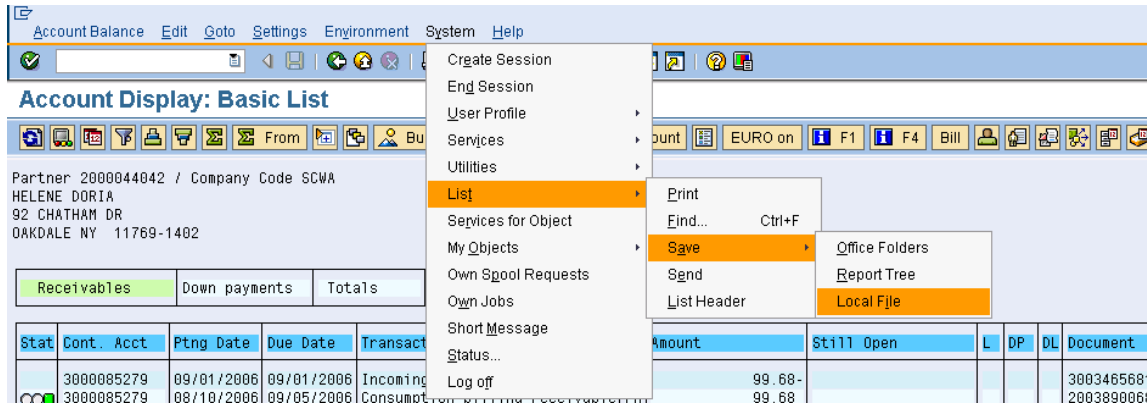 Account Balance Edit Goto Settings Environment System Help
Account Display: Basic List
From EURO on F1 F4 Bill
Partner 2000044042 / Company Code SCWA
HELENE DORIA
92 CHATHAM DR
OAKDALE NY 11769-1402
Receivables Down payments Totals
Create Session
End Session
User Profile
Services
Utilities
List
Services for Object
My Objects
Own Spool Requests
Own Jobs
Short Message
Status...
Log off
Print
Find... Ctrl+F
Save
Send
List Header
Office Folders
Report Tree
Local File
Stat Cont. Acct Ptng Date Due Date Transact Amount Still Open L DP DL Document
3000085279 09/01/2006 09/01/2006 Incoming 99.68-
3000085279 08/10/2006 09/05/2006 99.68